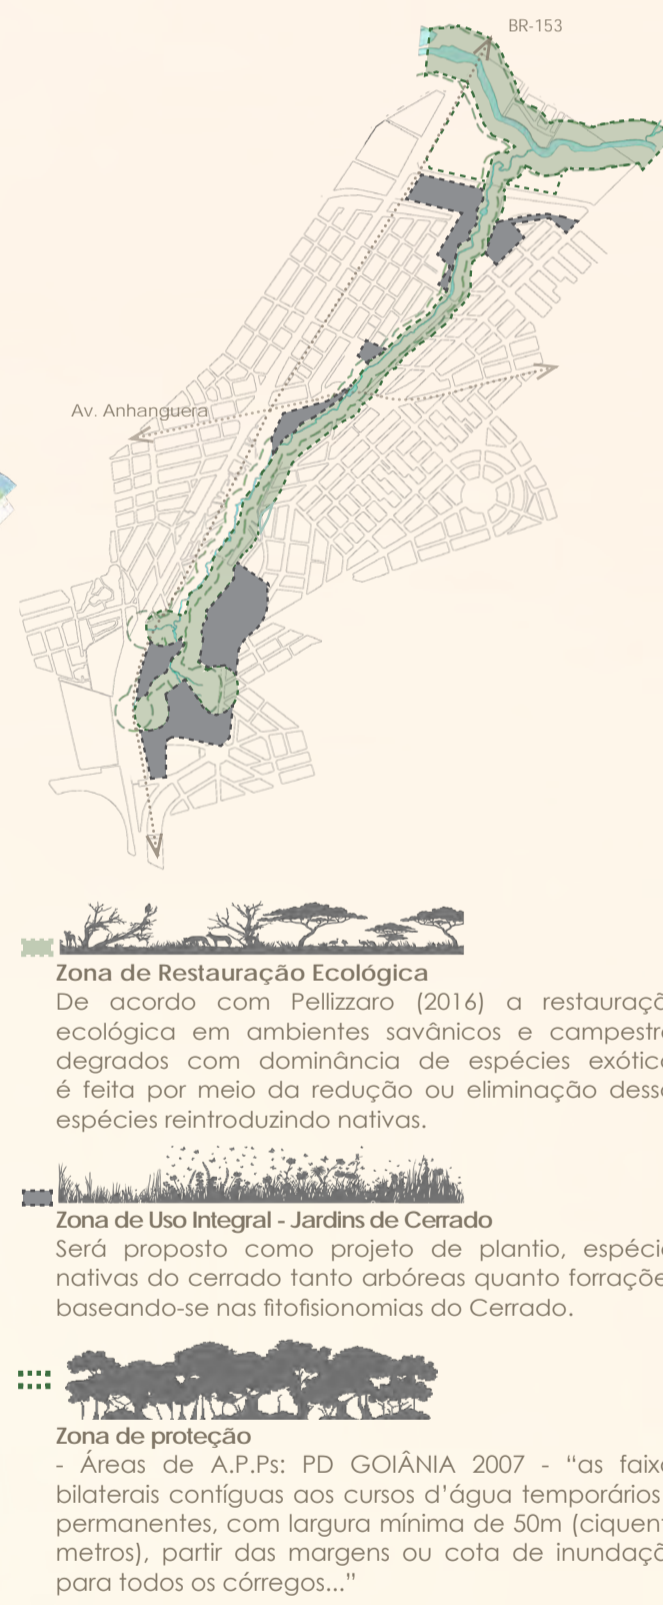 BR-153
Av. Anhanguera
Zona de Restauração Ecológica
De acordo com Pellizzaro (2016) a restauraçã
ecológica em ambientes savânicos e campestr
degrados com dominância de espécies exótic
é feita por meio da redução ou eliminação dess
espécies reintroduzindo nativas.
Zona de Uso Integral - Jardins de Cerrado
Será proposto como projeto de plantio, espéci
nativas do cerrado tanto arbóreas quanto forraçõe
baseando-se nas fitofisionomias do Cerrado.
Zona de proteção
- Áreas de A.P.Ps: PD GOIÂNIA 2007 - “as faix
bilaterais contíguas aos cursos d’água temporários
permanentes, com largura mínima de 50m (ciquent
metros), partir das margens ou cota de inundaçã
para todos os córregos...”